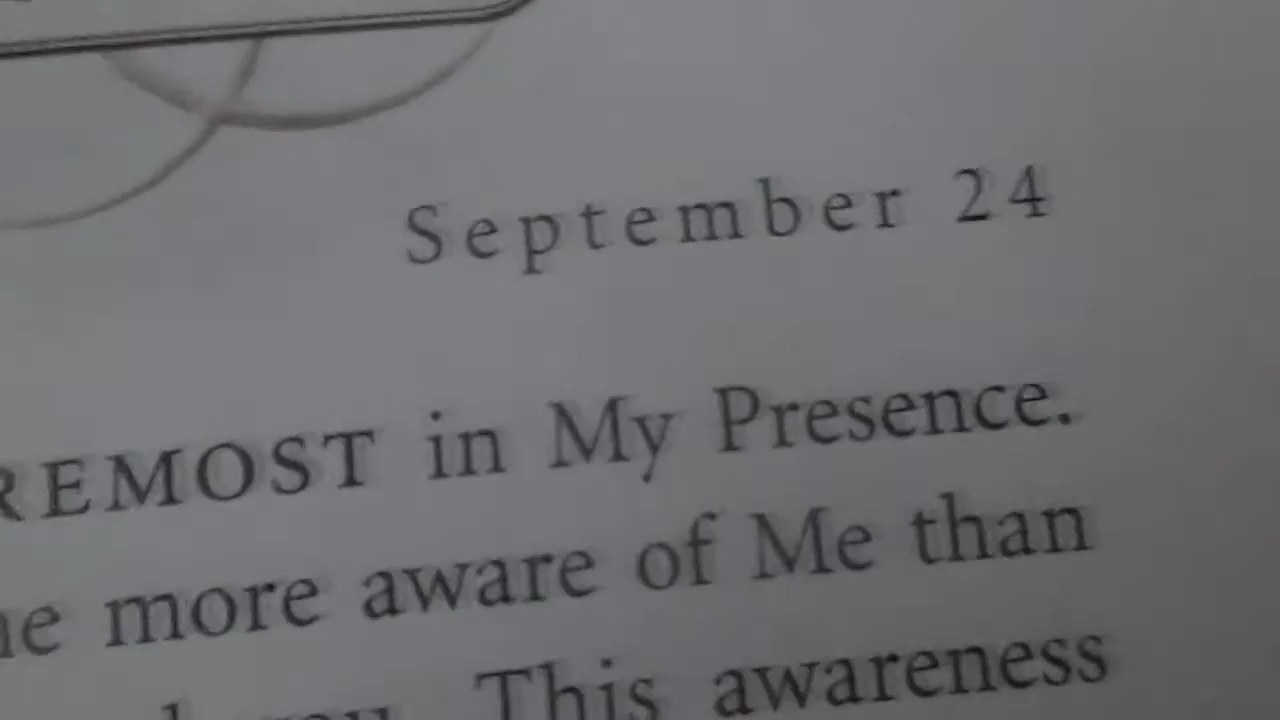 September 24
REMOST in My Presence.
more aware of Me than
This awareness